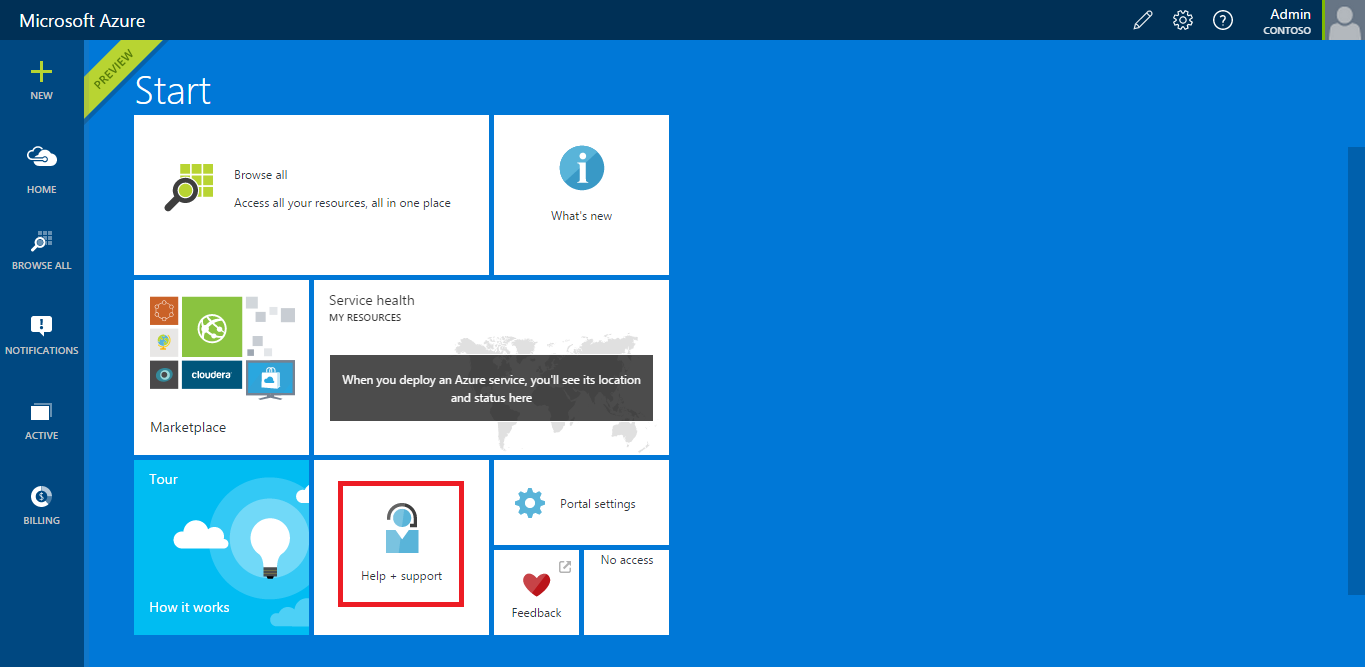 Microsoft Azure
Admin
CONTOSO
PREVIEW
NEW
HOME
BROWSE ALL
NOTIFICATIONS
ACTIVE
BILLING
Start
Browse all
Access all your resources, all in one place
What's new
Marketplace
cloudera
Service health
MY RESOURCES
When you deploy an Azure service, you'll see its location
and status here
Tour
How it works
Help + support
Portal settings
Feedback
No access